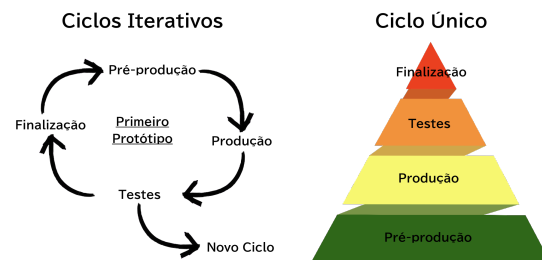 Ciclos Iterativos
Pré-produção
Finalização
Primeiro
Protótipo
Produção
Testes
Novo Ciclo
Ciclo Único
Finalização
Testes
Produção
Pré-produção